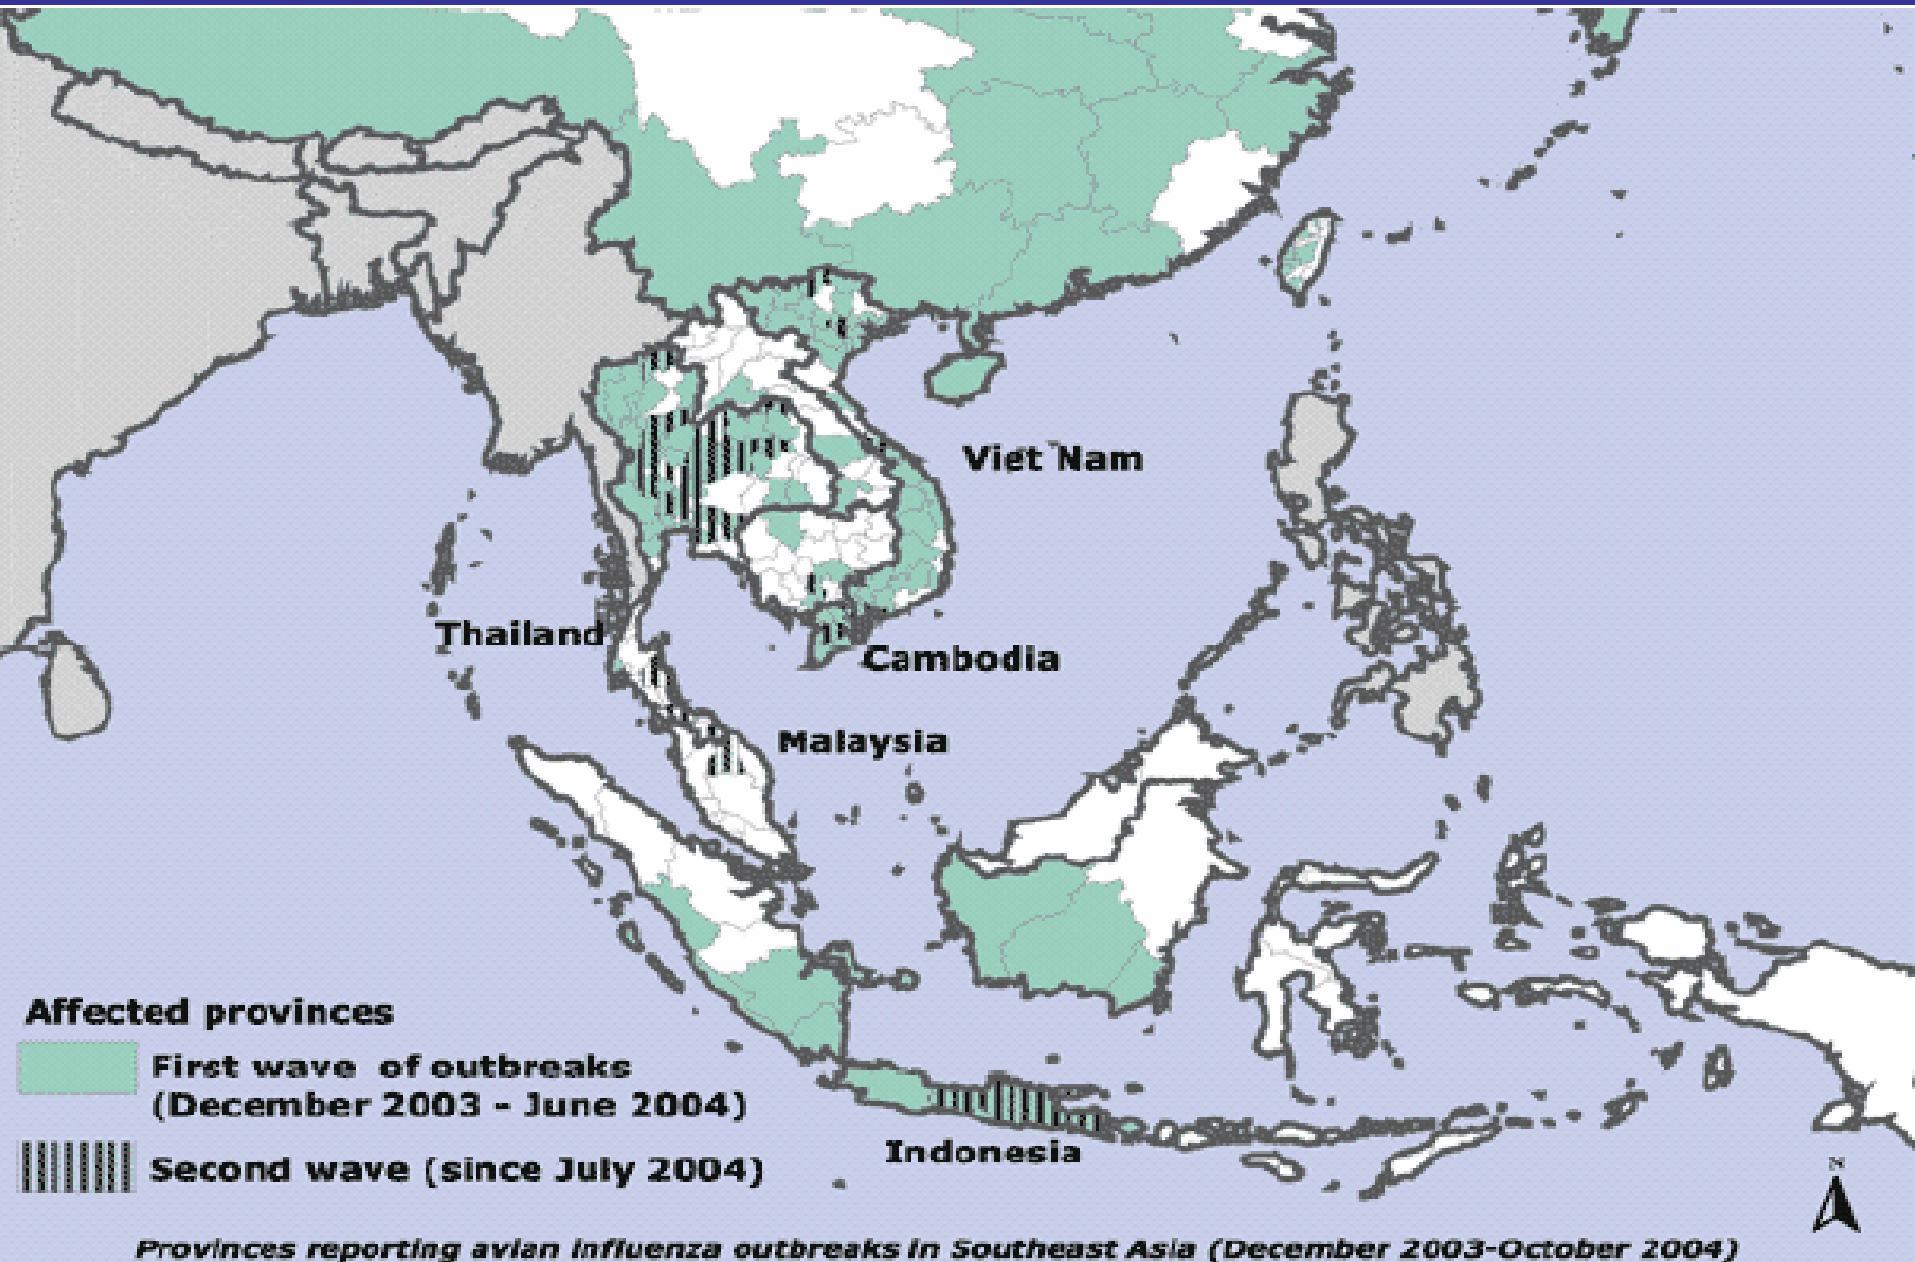 Viet Nam
Thailand
Cambodia
Malaysia
Affected provinces
First wave of outbreaks
(December 2003 - June 2004)
Second wave (since July 2004)
Indonesia
N
Provinces reporting avian influenza outbreaks in Southeast Asia (December 2003-October 2004)